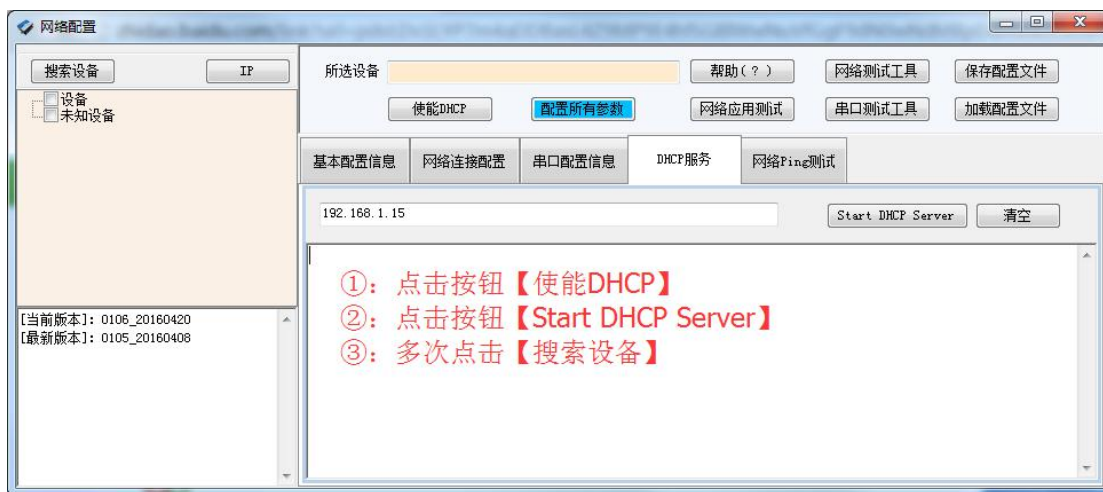 网络配置
搜索设备
IP
设备
未知设备
[当前版本]: 0106_20160420
[最新版本]: 0105_20160408
所选设备
帮助(？)
网络测试工具
保存配置文件
使能DHCP
配置所有参数
网络应用测试
串口测试工具
加载配置文件
基本配置信息
网络连接配置
串口配置信息
DHCP服务
网络Ping测试
192.168.1.15
Start DHCP Server
清空
①：点击按钮【使能DHCP】
②：点击按钮【Start DHCP Server】
③：多次点击【搜索设备】